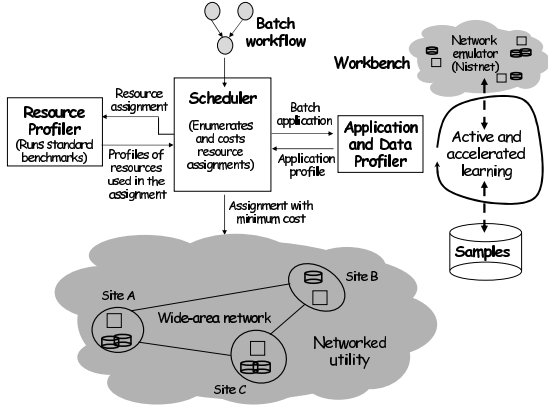 Batch
workflow
Network
emulator
(Nistnet)
Workbench
Resource
assignment
Scheduler
(Enumerates
and costs
resource
assignments)
Batch
application
Resource
Profiler
(Runs standard
benchmarks)
Application
and Data
Profiler
Active and
accelerated
learning
Profiles of
resources
used in the
assignment
Application
profile
Assignment with
minimum cost
Samples
Site A
Site B
Wide-area network
Networked
utility
Site C